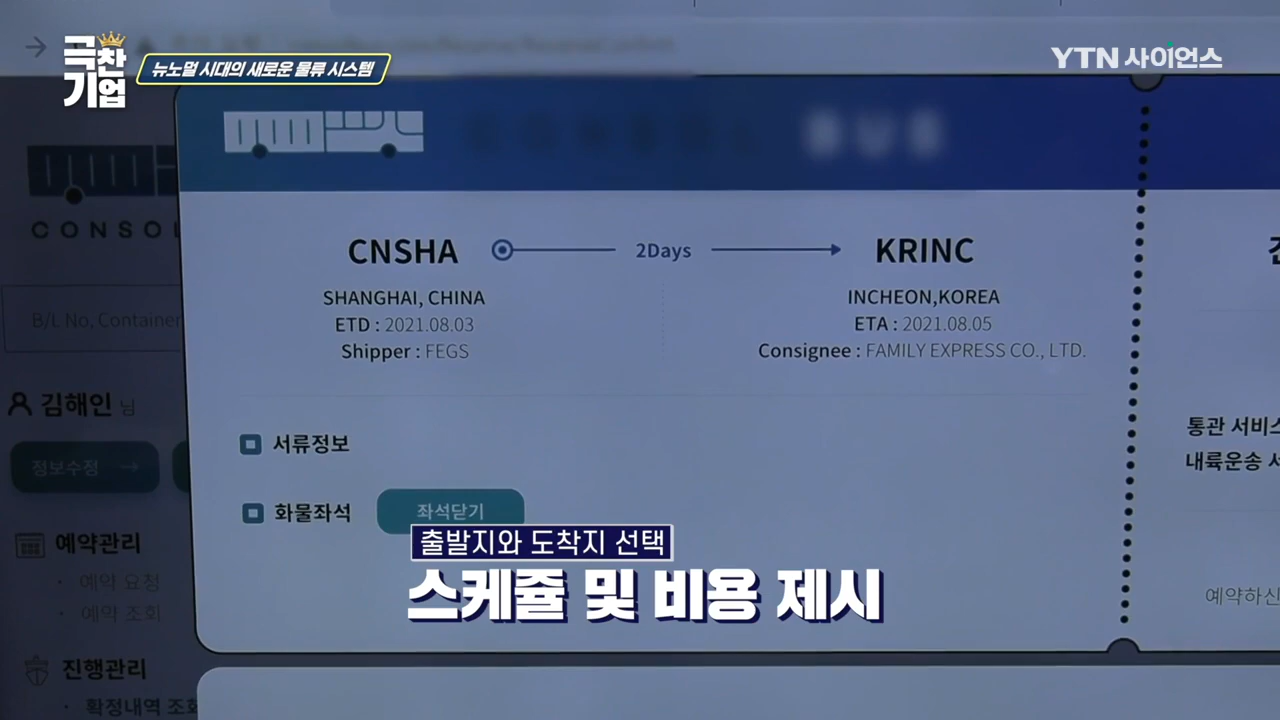 극찬
기업
뉴노멀 시대의 새로운 물류 시스템
YTN 사이언스
BUS
CONSOL
CNSHA
2Days
KRINC
SHANGHAI, CHINA
INCHEON,KOREA
ETD : 2021.08.03
ETA : 2021.08.05
Shipper : FEGS
Consignee : FAMILY EXPRESS CO., LTD.
B/L No, Container
김해인 님
정보수정 →
서류정보
화물좌석
좌석닫기
통관 서비스
내륙운송 서
예약관리
· 예약 요청
· 예약 조회
예약하신
진행관리
· 확정내역 조회
출발지와 도착지 선택
스케쥴 및 비용 제시